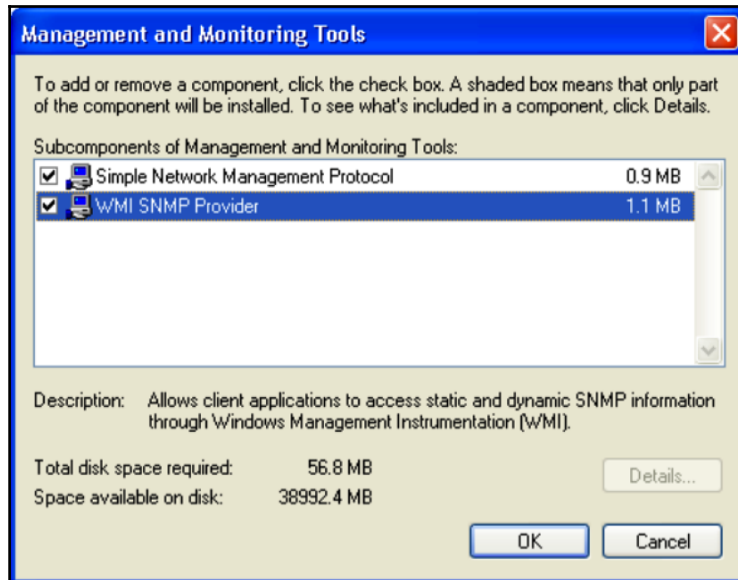 Management and Monitoring Tools
To add or remove a component, click the check box. A shaded box means that only part
of the component will be installed. To see what's included in a component, click Details.
Subcomponents of Management and Monitoring Tools:
Simple Network Management Protocol 0.9 MB
WMI SNMP Provider 1.1 MB
Description: Allows client applications to access static and dynamic SNMP information
through Windows Management Instrumentation (WMI).
Total disk space required: 56.8 MB
Details...
Space available on disk: 38992.4 MB
OK Cancel